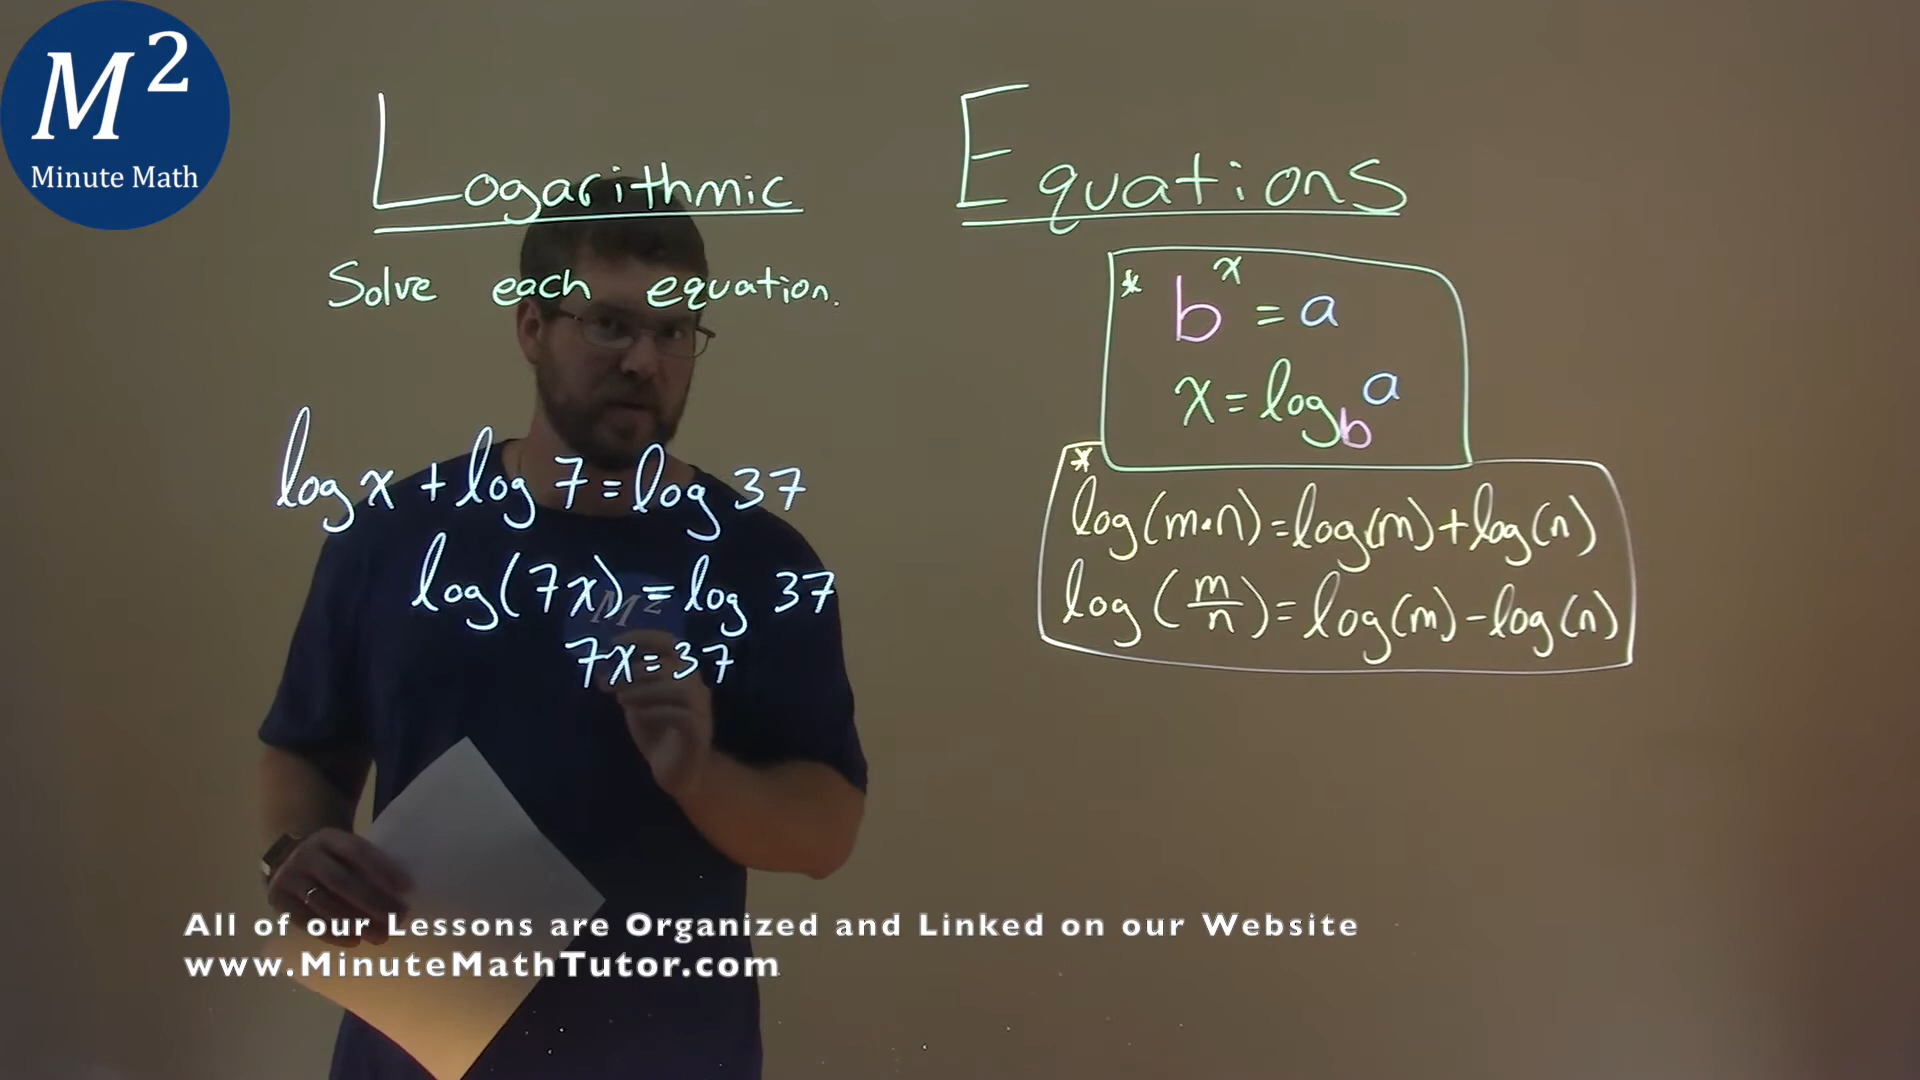 M²
Minute Math
Logarithmic Equations
Solve each equation.
* bˣ = a
x = log_b a
log x + log 7 = log 37
log(7x) = log 37
7x = 37
* log(m·n) = log(m) + log(n)
log(m/n) = log(m) - log(n)
M²
All of our Lessons are Organized and Linked on our Website
www.MinuteMathTutor.com